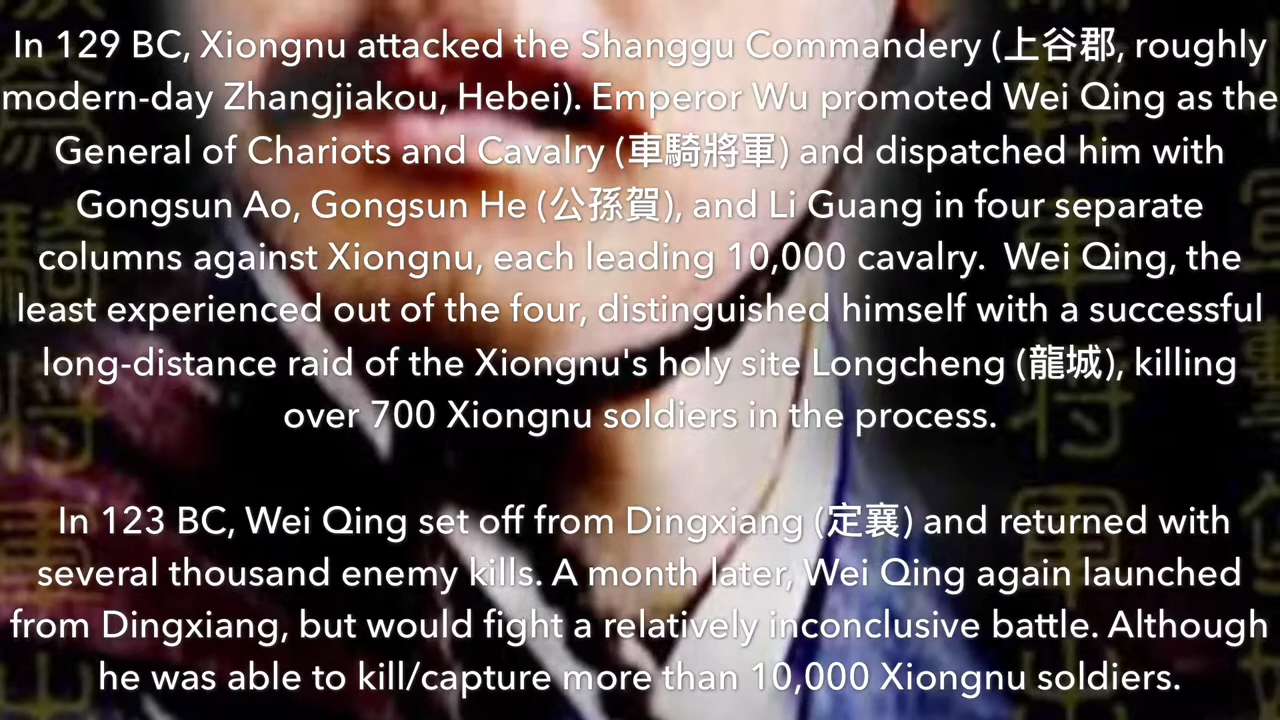 In 129 BC, Xiongnu attacked the Shanggu Commandery (上谷郡, roughly
modern-day Zhangjiakou, Hebei). Emperor Wu promoted Wei Qing as the
General of Chariots and Cavalry (車騎將軍) and dispatched him with
Gongsun Ao, Gongsun He (公孫賀), and Li Guang in four separate
columns against Xiongnu, each leading 10,000 cavalry.  Wei Qing, the
least experienced out of the four, distinguished himself with a successful
long-distance raid of the Xiongnu's holy site Longcheng (龍城), killing
over 700 Xiongnu soldiers in the process.
In 123 BC, Wei Qing set off from Dingxiang (定襄) and returned with
several thousand enemy kills. A month later, Wei Qing again launched
from Dingxiang, but would fight a relatively inconclusive battle. Although
he was able to kill/capture more than 10,000 Xiongnu soldiers.